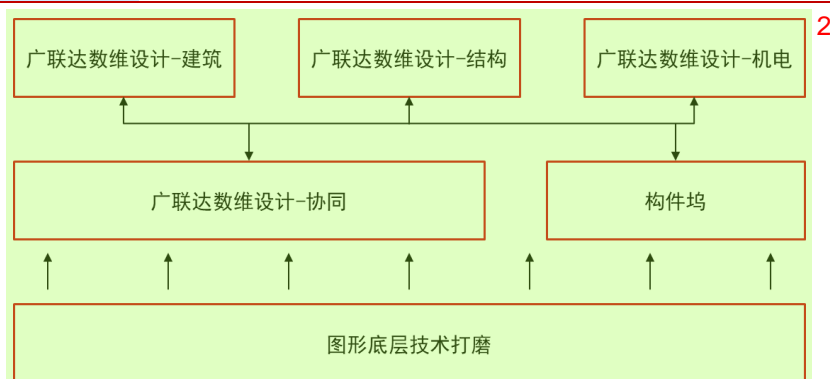 2
广联达数维设计-建筑
广联达数维设计-结构
广联达数维设计-机电
广联达数维设计-协同
构件坞
图形底层技术打磨